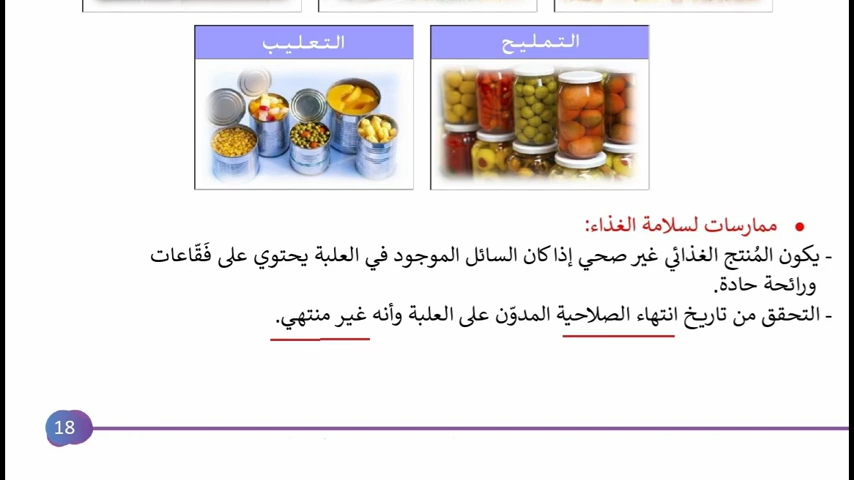 التمليح
التعليب
• ممارسات لسلامة الغذاء:
- يكون المُنتج الغذائي غير صحي إذا كان السائل الموجود في العلبة يحتوي على فَقّاعات
ورائحة حادة.
- التحقق من تاريخ انتهاء الصلاحية المدوّن على العلبة وأنه غير منتهي.
18